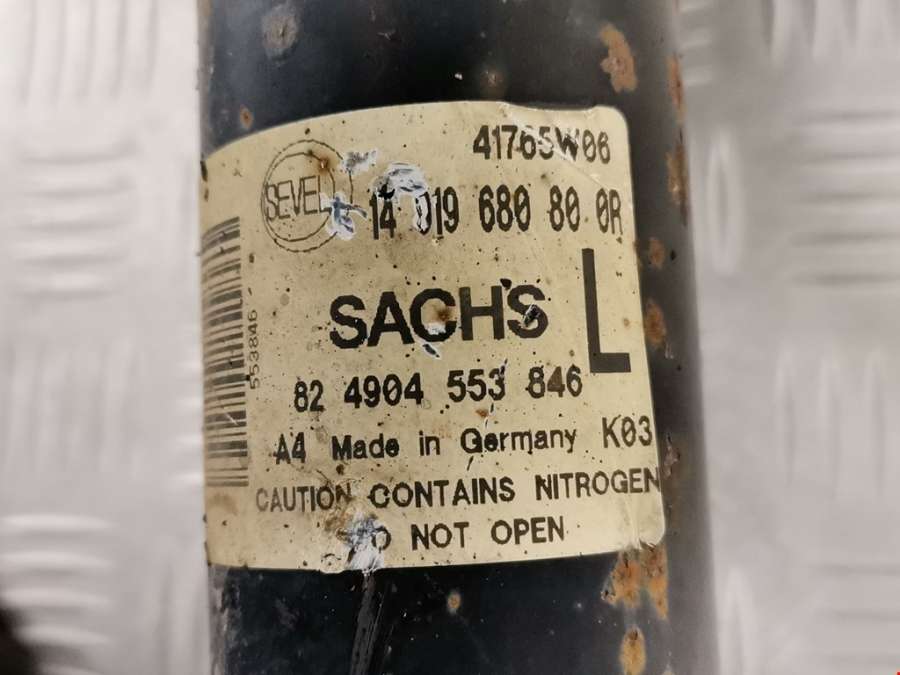 41765W06
SEVEL
14 019 680 80 0R
SACHS
L
82 4904 553 846
553846
A4 Made in Germany K03
CAUTION CONTAINS NITROGEN
DO NOT OPEN